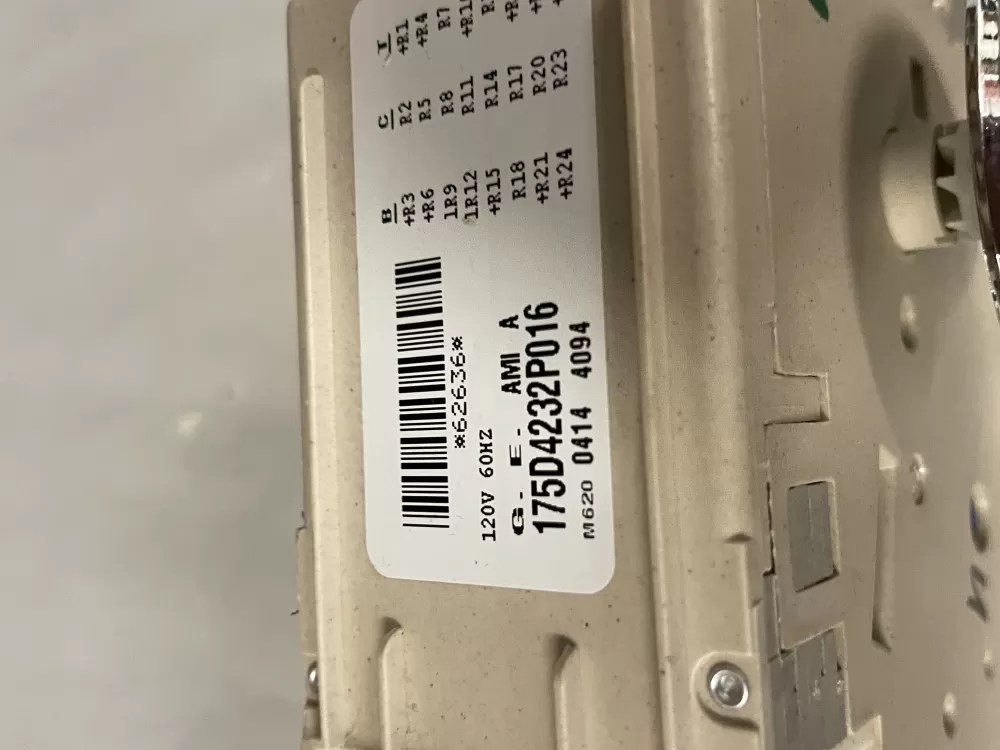 *62636*
120V 60HZ
G. E. AMI A
175D4232P016
M620 0414 4094
B C T
+R3 R2 +R1
+R6 R5 +R4
1R9 R8 R7
1R12 R11
+R15 R14
R18 R17
+R21 R20
+R24 R23